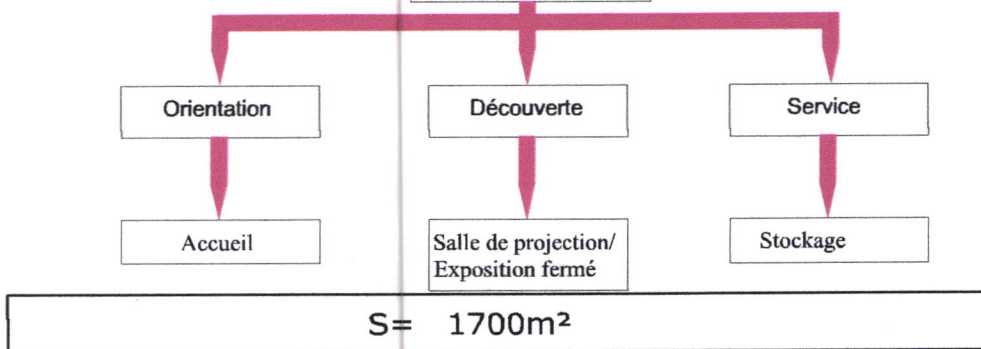 Orientation
Découverte
Service
Accueil
Salle de projection/
Exposition fermé
Stockage
S= 1700m²